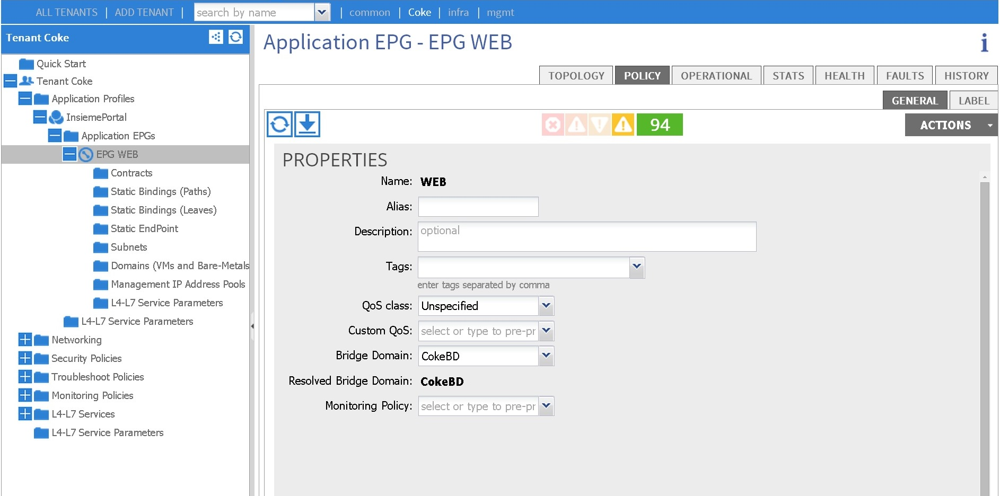 ALL TENANTS | ADD TENANT | search by name | common | Coke | infra | mgmt
Tenant Coke
Quick Start
Tenant Coke
Application Profiles
InsiemePortal
Application EPGs
EPG WEB
Contracts
Static Bindings (Paths)
Static Bindings (Leaves)
Static EndPoint
Subnets
Domains (VMs and Bare-Metals
Management IP Address Pools
L4-L7 Service Parameters
L4-L7 Service Parameters
Networking
Security Policies
Troubleshoot Policies
Monitoring Policies
L4-L7 Services
L4-L7 Service Parameters
Application EPG - EPG WEB
i
TOPOLOGY POLICY OPERATIONAL STATS HEALTH FAULTS HISTORY
GENERAL LABEL
94
ACTIONS
PROPERTIES
Name: WEB
Alias:
Description: optional
Tags:
enter tags separated by comma
QoS class: Unspecified
Custom QoS: select or type to pre-pr
Bridge Domain: CokeBD
Resolved Bridge Domain: CokeBD
Monitoring Policy: select or type to pre-pr